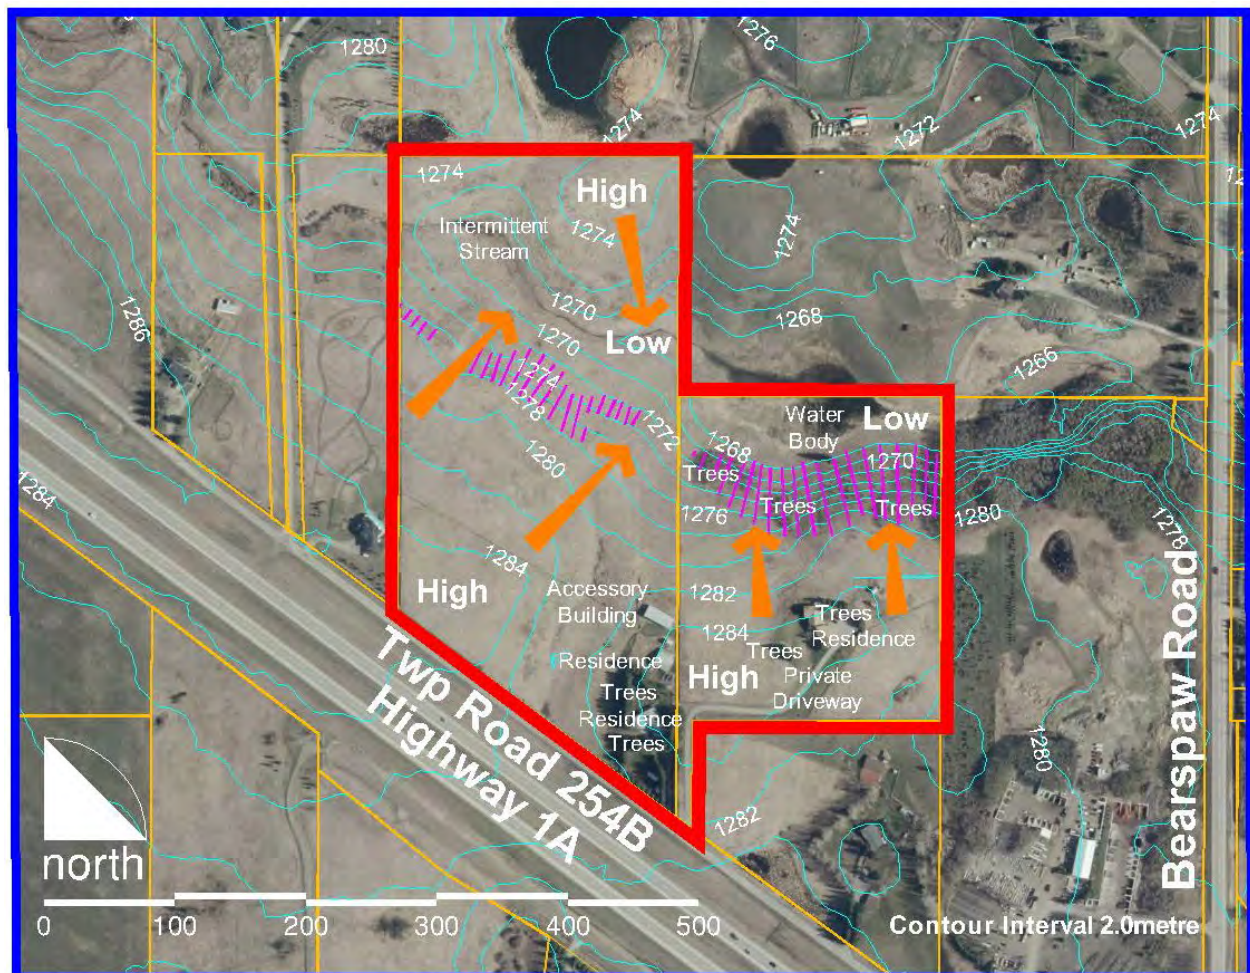 1280
1276
1274
1272
1274
1274
High
1274
1274
Intermittent
Stream
1270
1268
Low
1270
1286
1266
1274
1278
1272
Water
Body
Low
1268
1270
1280
Trees
Trees
Trees
1276
1280
1278
1284
1284
High
Accessory
Building
1282
Trees
Residence
1284
Trees
High
Private
Driveway
Residence
Trees
Residence
Trees
Twp Road 254B
Highway 1A
Bearspaw Road
1280
1282
north
0 100 200 300 400 500
Contour Interval 2.0metre